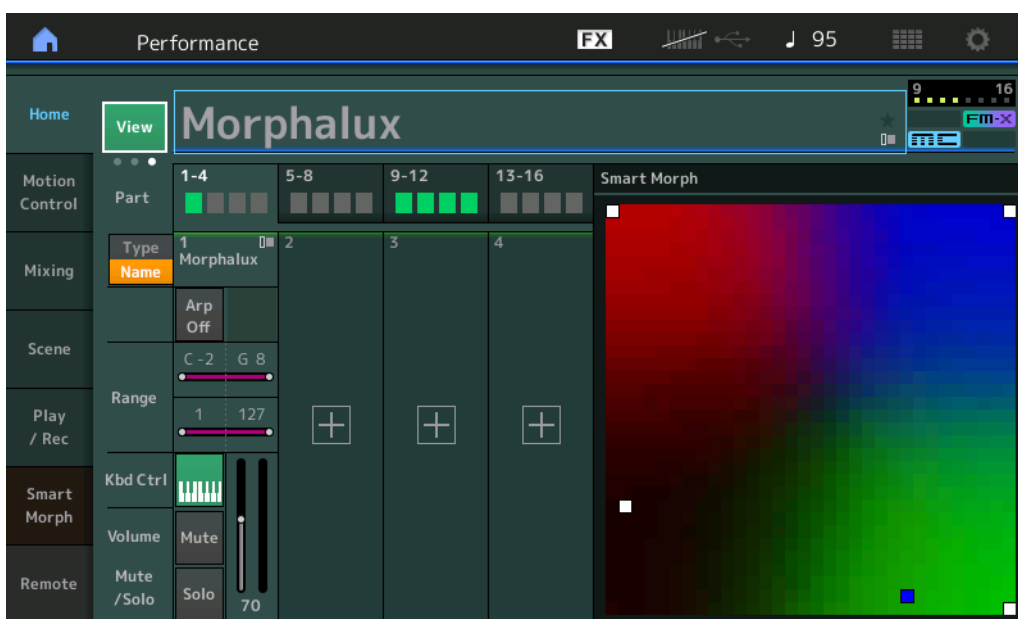 Performance
FX
95
Home
View
Morphalux
9 16
FM-X
MC
Motion
Control
Part
1-4
5-8
9-12
13-16
Smart Morph
Mixing
Type
Name
1
Morphalux
2
3
4
Arp
Off
Scene
Range
C -2 G 8
1 127
Play
/ Rec
Smart
Morph
Kbd Ctrl
Volume
Mute
Remote
Mute
/Solo
Solo
70